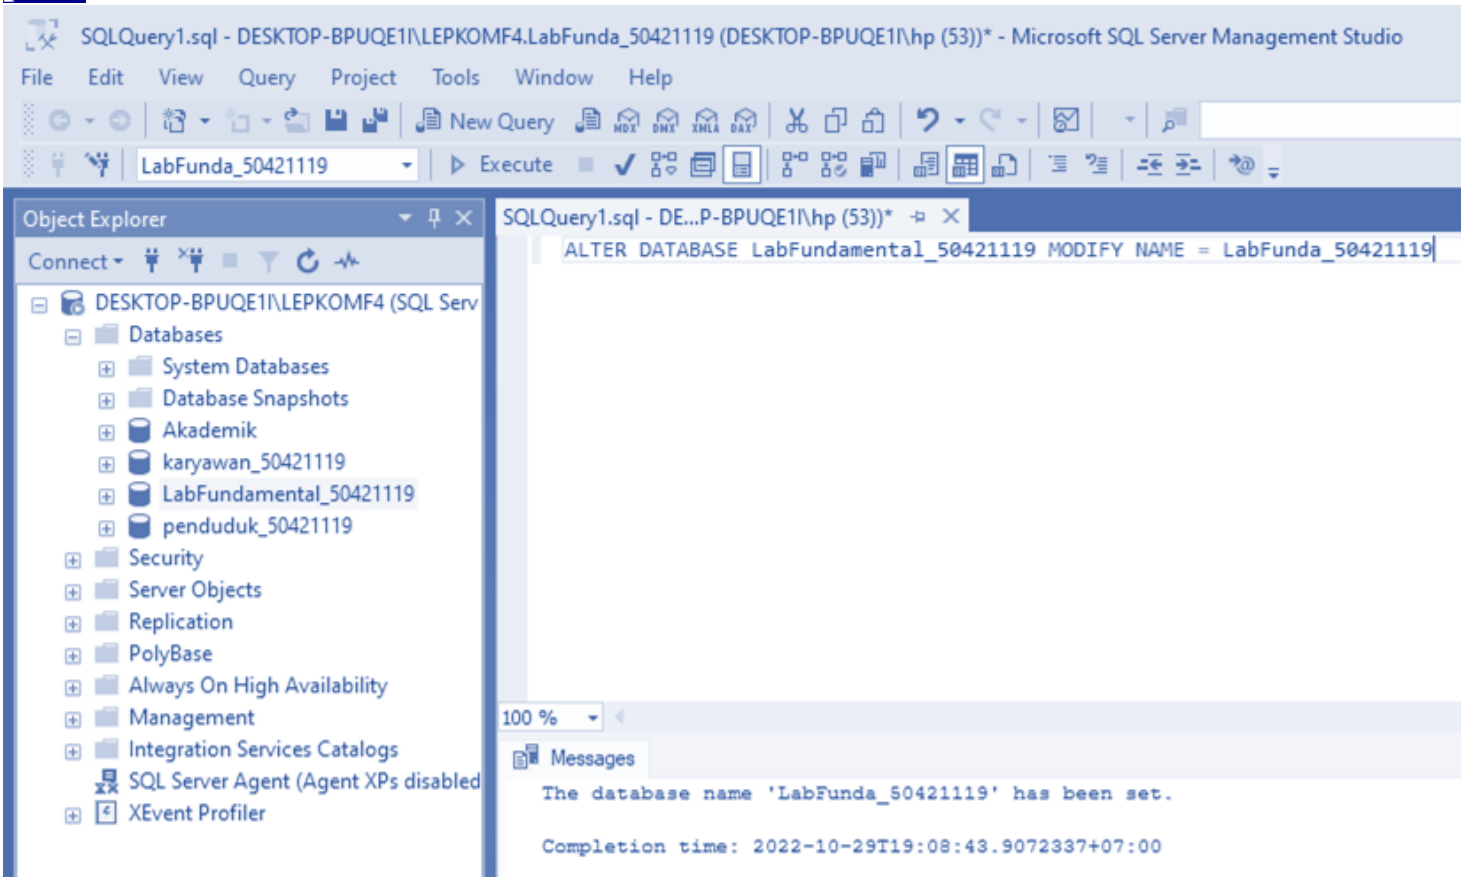 SQLQuery1.sql - DESKTOP-BPUQE1I\LEPKOMF4.LabFunda_50421119 (DESKTOP-BPUQE1I\hp (53))* - Microsoft SQL Server Management Studio
File Edit View Query Project Tools Window Help
New Query MDX DMX XMLA DAX
LabFunda_50421119 Execute
Object Explorer
Connect
DESKTOP-BPUQE1I\LEPKOMF4 (SQL Serv
Databases
System Databases
Database Snapshots
Akademik
karyawan_50421119
LabFundamental_50421119
penduduk_50421119
Security
Server Objects
Replication
PolyBase
Always On High Availability
Management
Integration Services Catalogs
SQL Server Agent (Agent XPs disabled
XEvent Profiler
SQLQuery1.sql - DE...P-BPUQE1I\hp (53))*
ALTER DATABASE LabFundamental_50421119 MODIFY NAME = LabFunda_50421119
100 %
Messages
The database name 'LabFunda_50421119' has been set.
Completion time: 2022-10-29T19:08:43.9072337+07:00